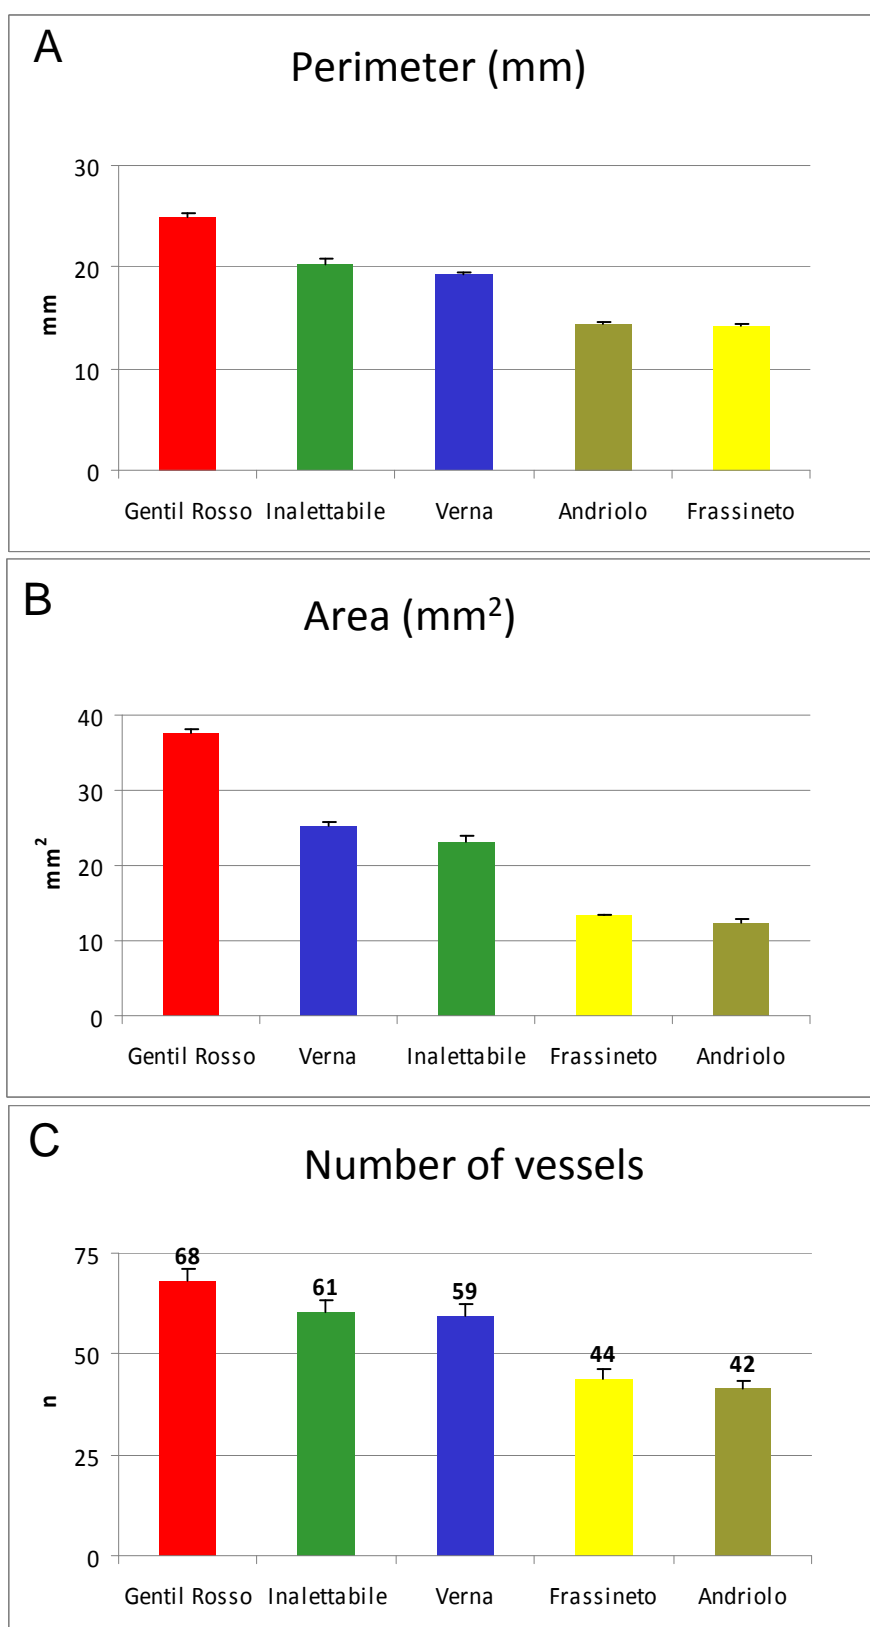 A
Perimeter (mm)
30
20
10
0
mm
Gentil Rosso Inalettabile Verna Andriolo Frassineto
B
Area (mm²)
40
30
20
10
0
mm²
Gentil Rosso Verna Inalettabile Frassineto Andriolo
C
Number of vessels
75
50
25
0
n
68 61 59 44 42
Gentil Rosso Inalettabile Verna Frassineto Andriolo